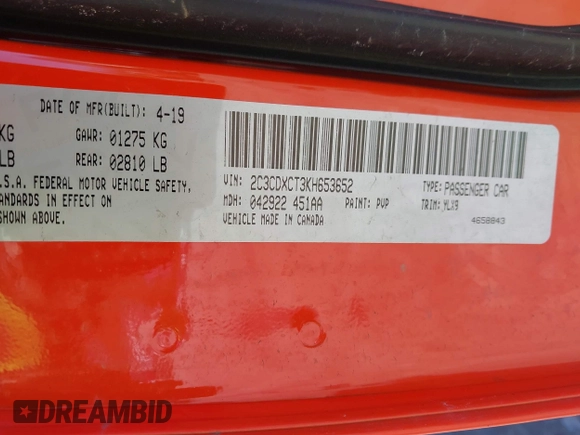 DATE OF MFR(BUILT): 4-19
KG GAWR: 01275 KG
LB REAR: 02810 LB
.S.A. FEDERAL MOTOR VEHICLE SAFETY,
TANDARDS IN EFFECT ON
SHOWN ABOVE.
VIN: 2C3CDXCT3KH653652 TYPE: PASSENGER CAR
MDH: 042922 451AA PAINT: PVP TRIM: MLX9
VEHICLE MADE IN CANADA 4658843
DREAMBID